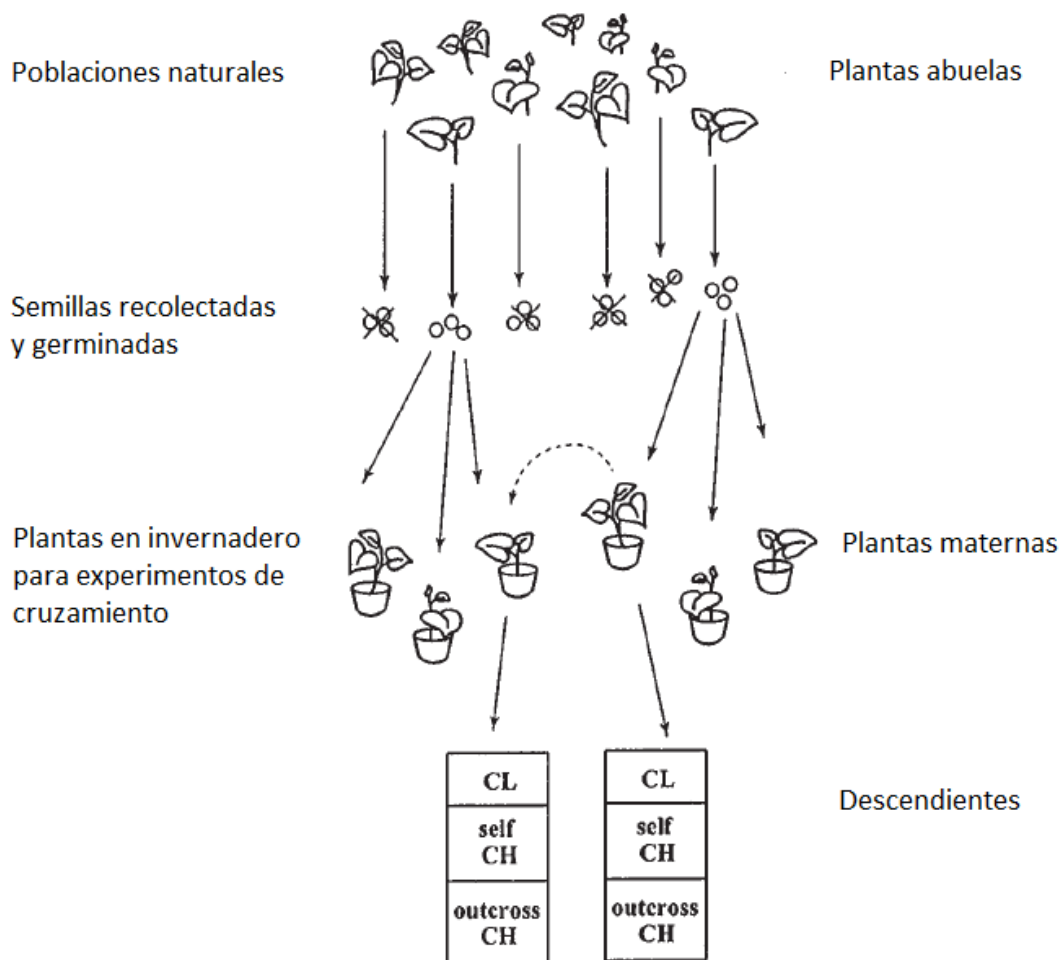 Poblaciones naturales
Plantas abuelas
Semillas recolectadas
y germinadas
Plantas en invernadero
para experimentos de
cruzamiento
Plantas maternas
Descendientes
CL
self
CH
outcross
CH
CL
self
CH
outcross
CH